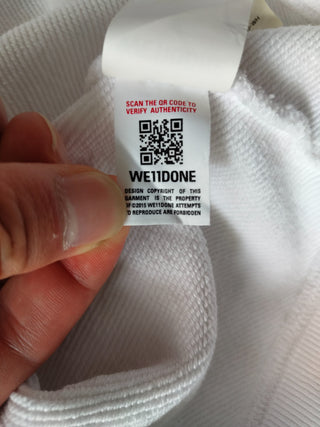 SCAN THE QR CODE TO
VERIFY AUTHENTICITY
WE11DONE
DESIGN COPYRIGHT OF THIS
GARMENT IS THE PROPERTY
OF ©2015 WE11DONE ATTEMPTS
TO REPRODUCE ARE FORBIDDEN